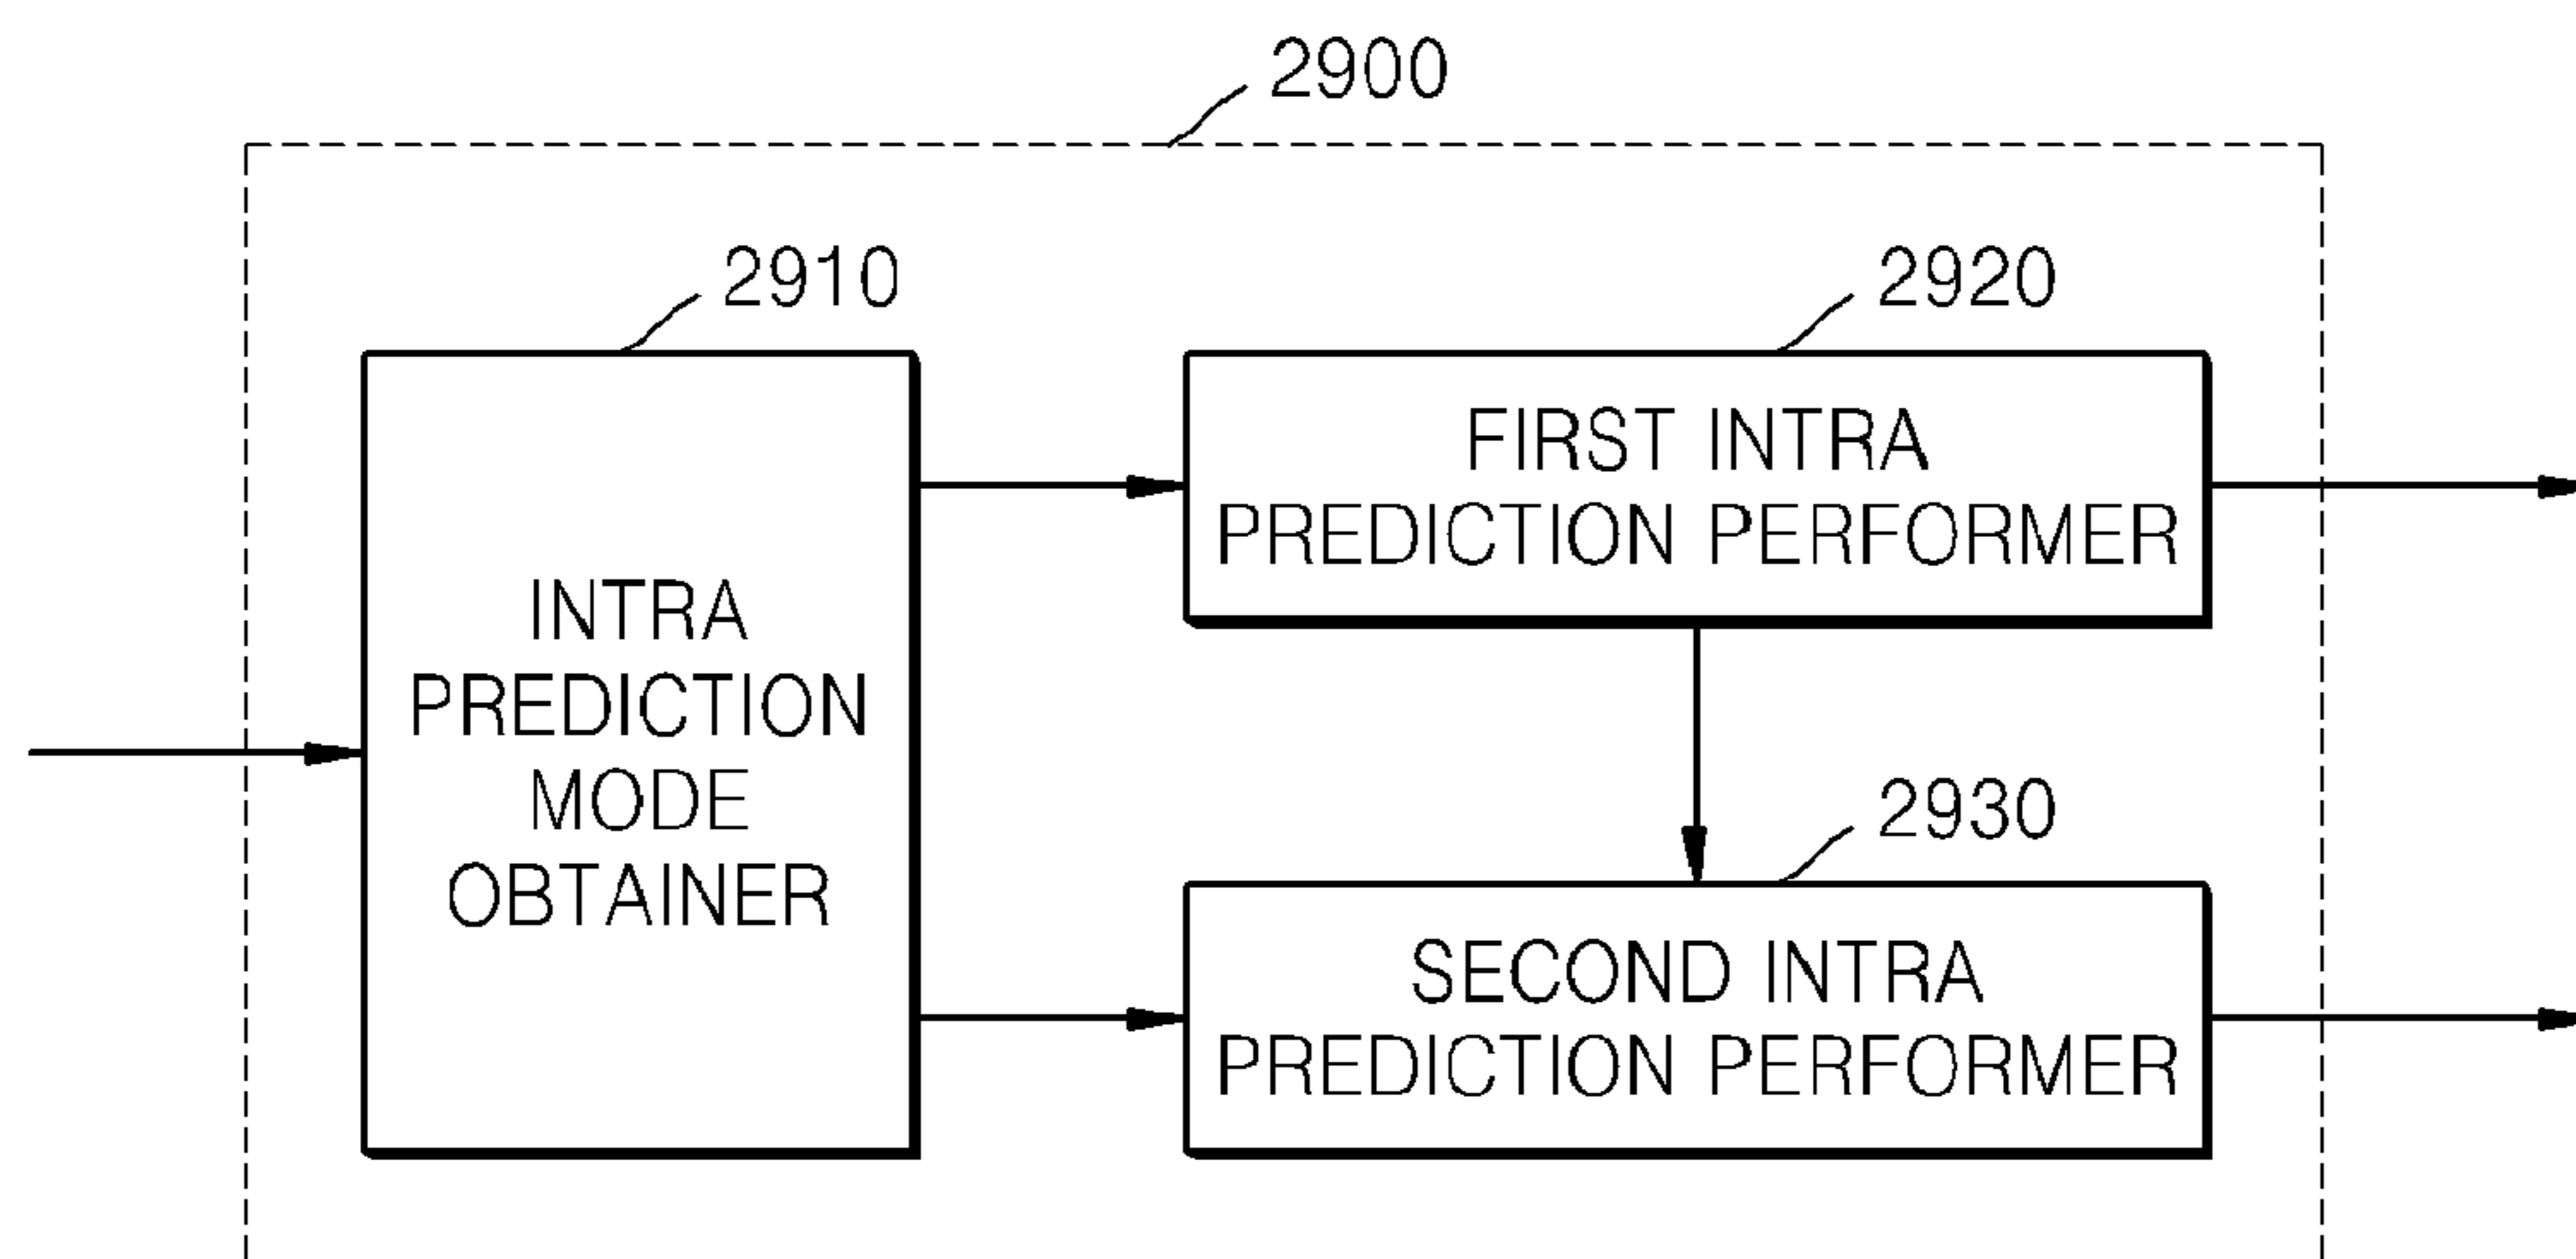 2900
2910
INTRA
PREDICTION
MODE
OBTAINER
2920
FIRST INTRA
PREDICTION PERFORMER
2930
SECOND INTRA
PREDICTION PERFORMER